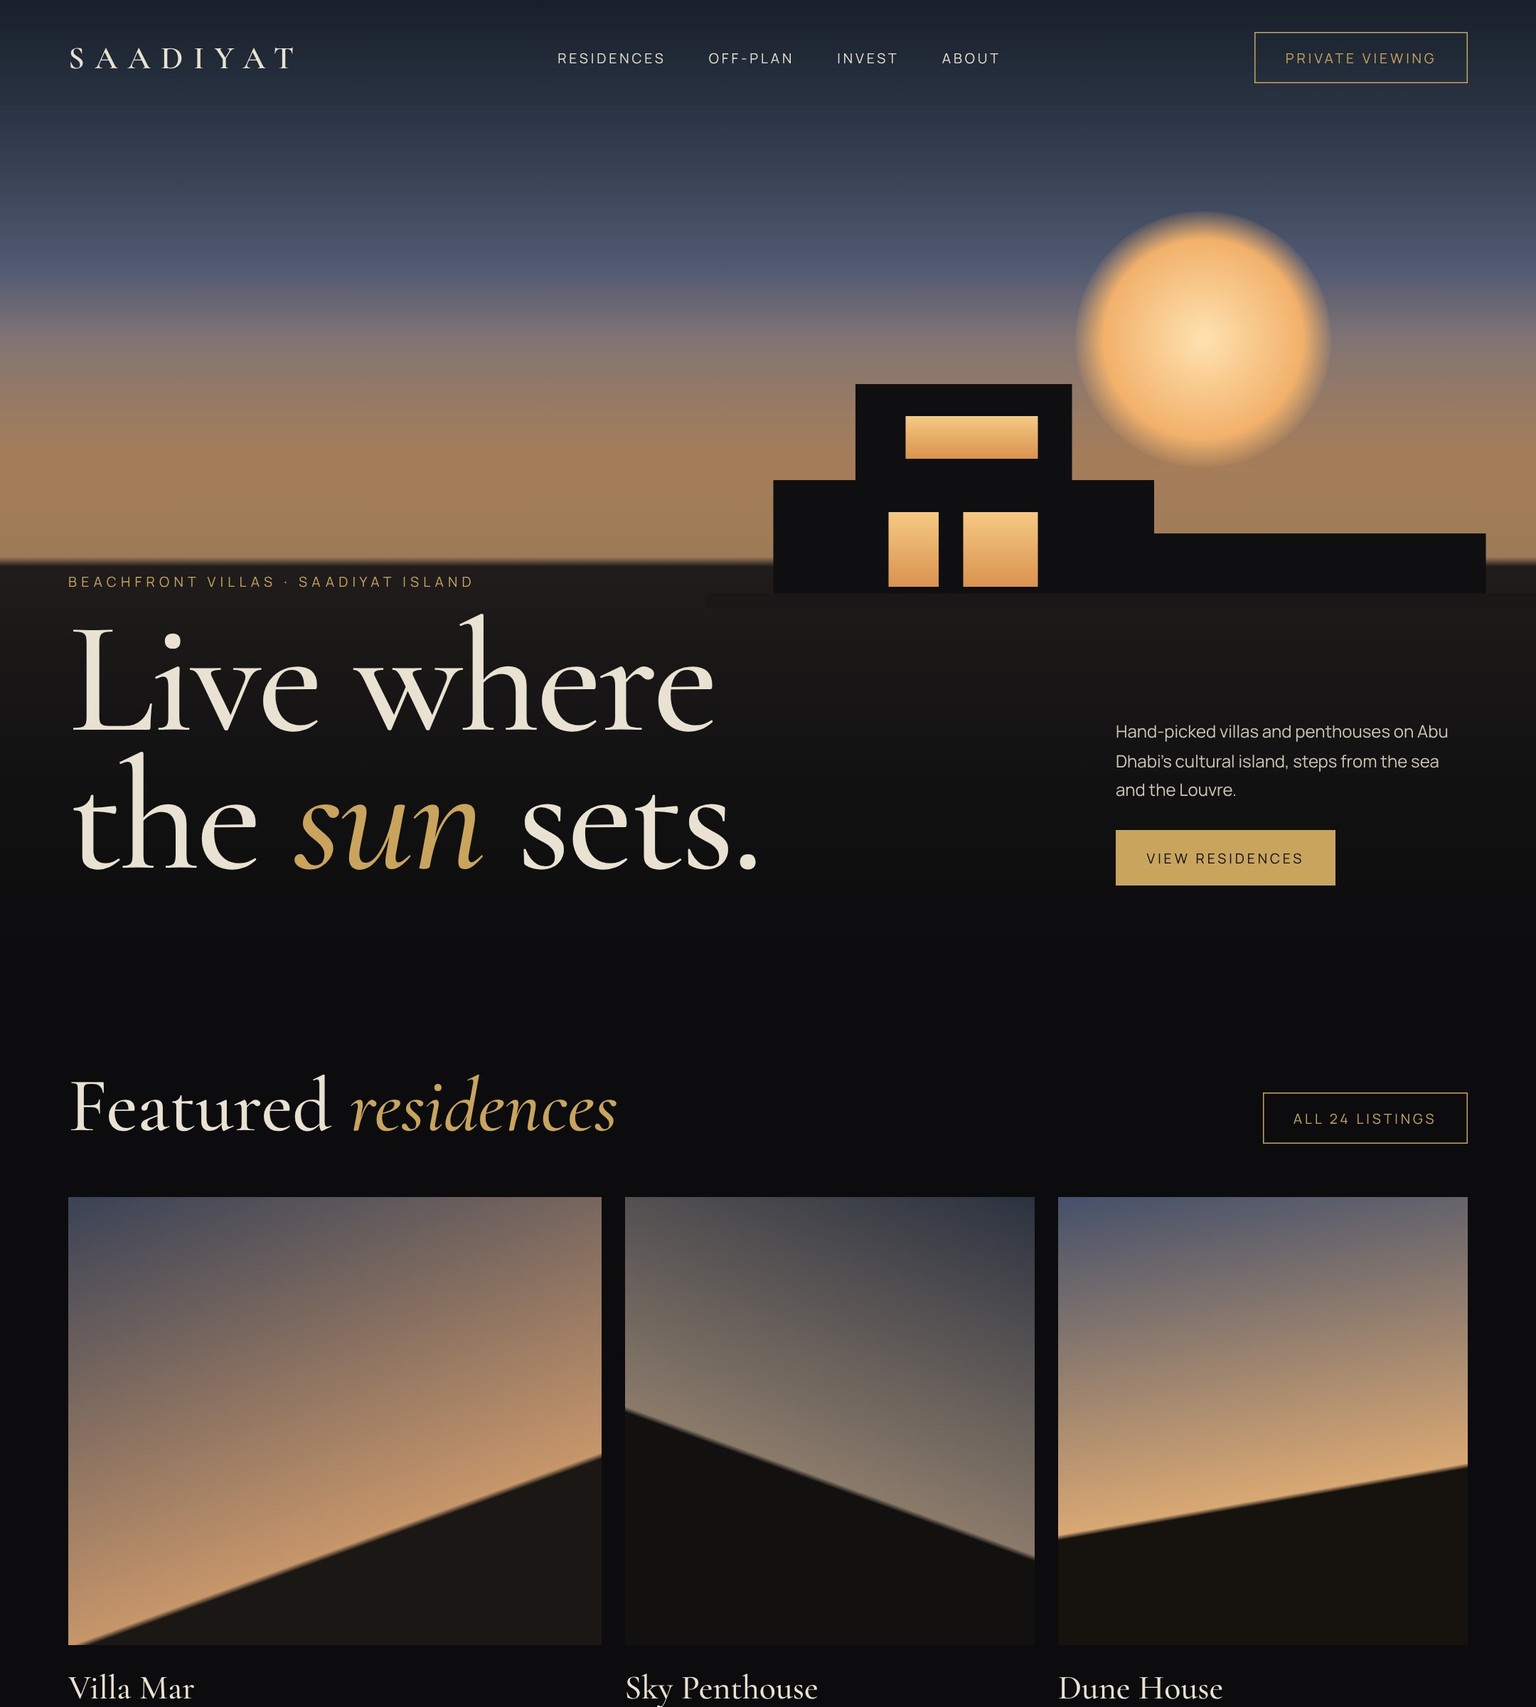 SAADIYAT
RESIDENCES OFF-PLAN INVEST ABOUT
PRIVATE VIEWING
BEACHFRONT VILLAS · SAADIYAT ISLAND
Live where
the sun sets.
Hand-picked villas and penthouses on Abu
Dhabi’s cultural island, steps from the sea
and the Louvre.
VIEW RESIDENCES
Featured residences
ALL 24 LISTINGS
Villa Mar
Sky Penthouse
Dune House